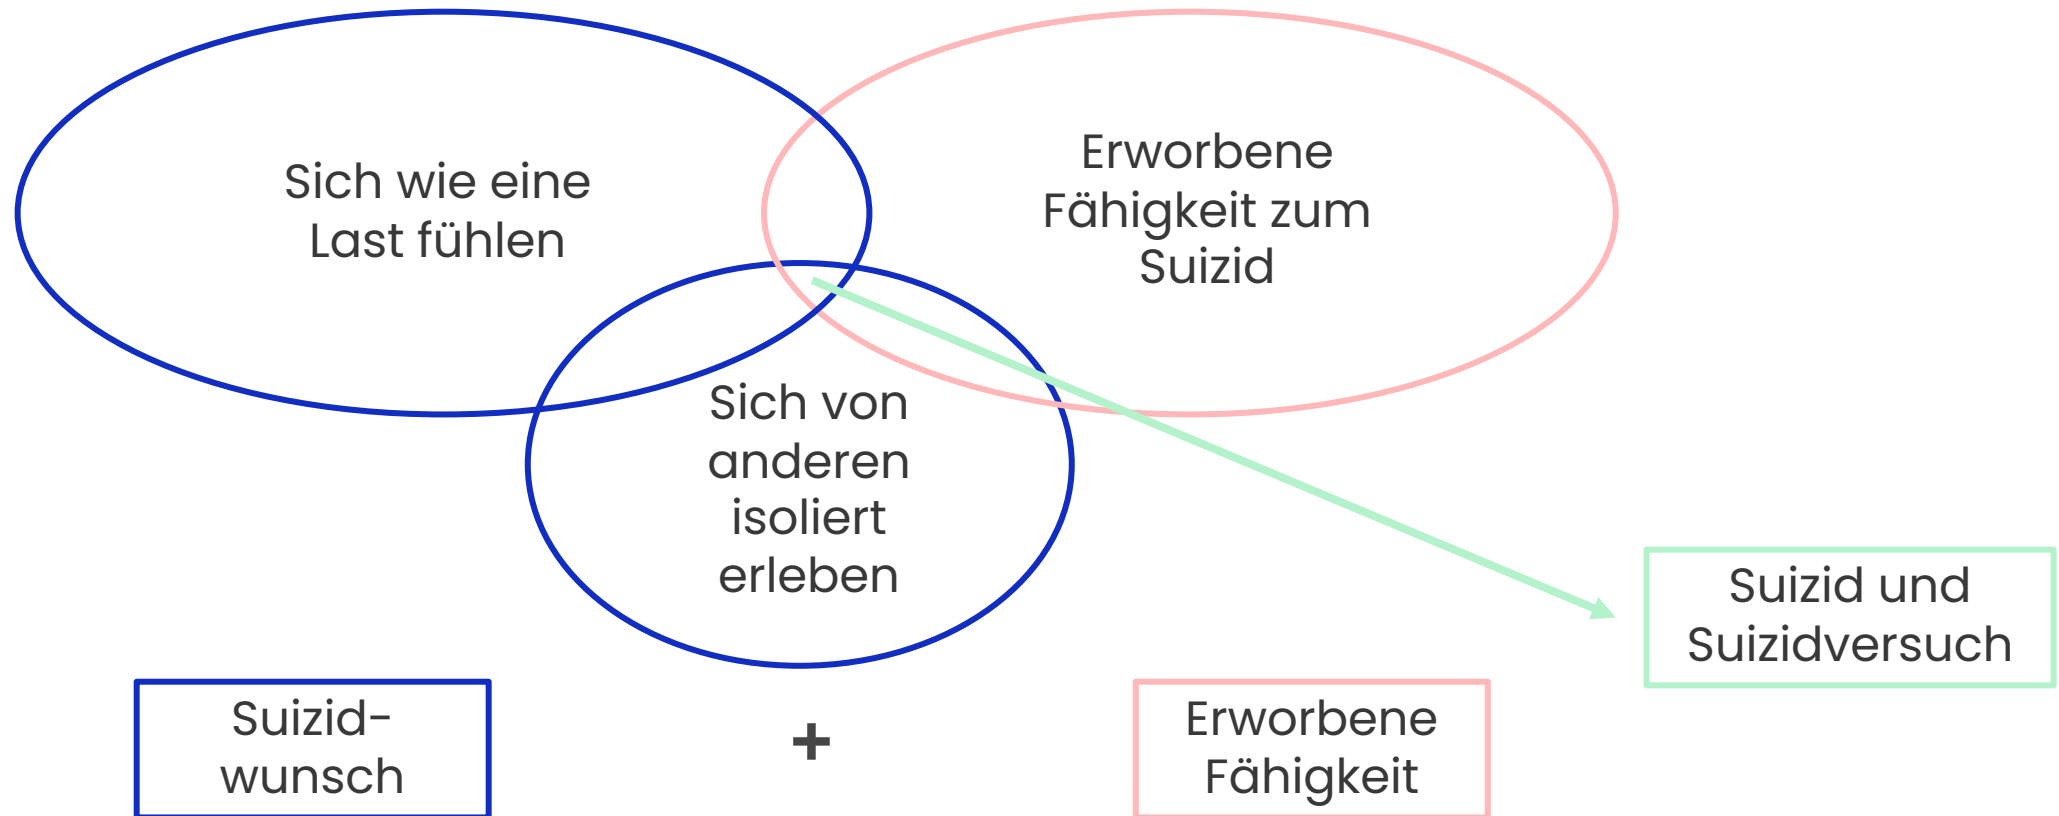 Sich wie eine
Last fühlen
Erworbene
Fähigkeit zum
Suizid
Sich von
anderen
isoliert
erleben
Suizid und
Suizidversuch
Suizid-
wunsch
+
Erworbene
Fähigkeit